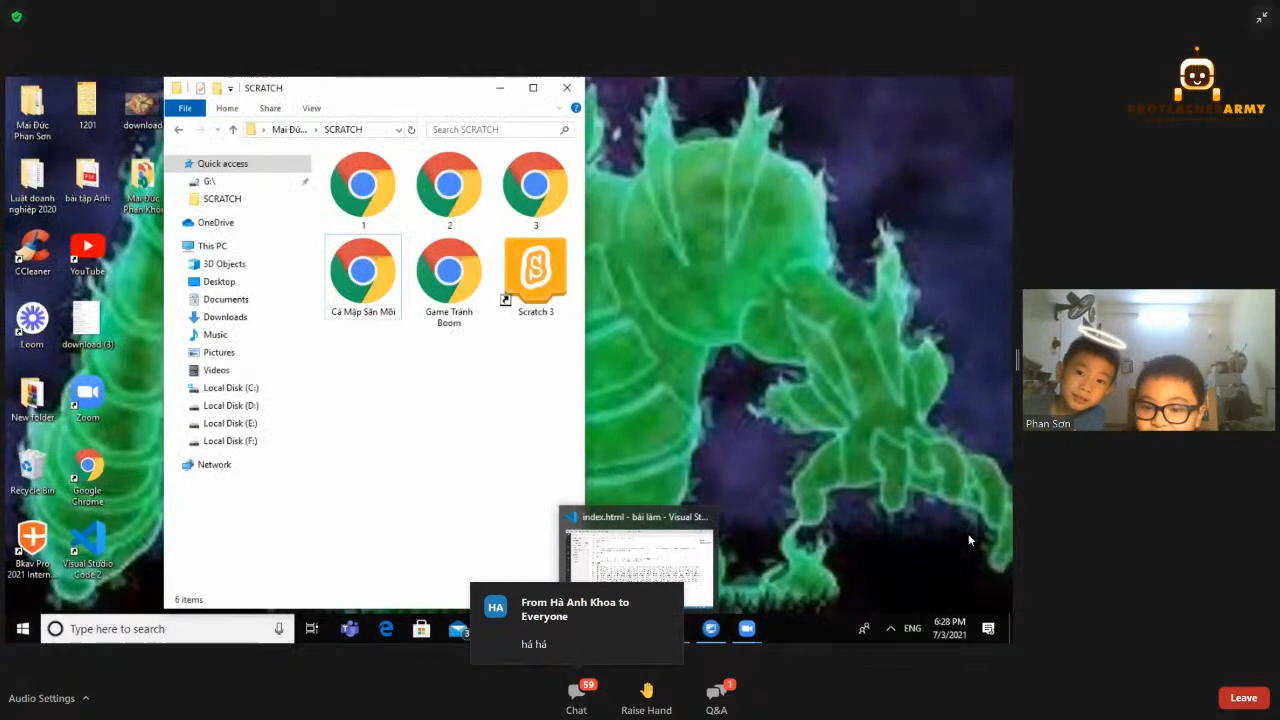 PROTEACHERARMY
SCRATCH
File
Home
Share
View
Mai Đứ...
SCRATCH
Search SCRATCH
Mai Đức
Phan Sơn
1201
download
Luật doanh
nghiệp 2020
bài tập Anh
Mai Đức
Phan Khôi
CCleaner
YouTube
Loom
download (3)
New folder
Zoom
Recycle Bin
Google
Chrome
Bkav Pro
2021 Intern...
Visual Studio
Code 2
Quick access
G:\
SCRATCH
OneDrive
This PC
3D Objects
Desktop
Documents
Downloads
Music
Pictures
Videos
Local Disk (C:)
Local Disk (D:)
Local Disk (E:)
Local Disk (F:)
Network
1
2
3
Cá Mập Săn Mồi
Game Tránh
Boom
Scratch 3
6 items
index.html - bài làm - Visual St...
From Hà Anh Khoa to
Everyone
HA
há há
Phan Sơn
Type here to search
ENG
6:28 PM
7/3/2021
Audio Settings
59
Chat
Raise Hand
1
Q&A
Leave